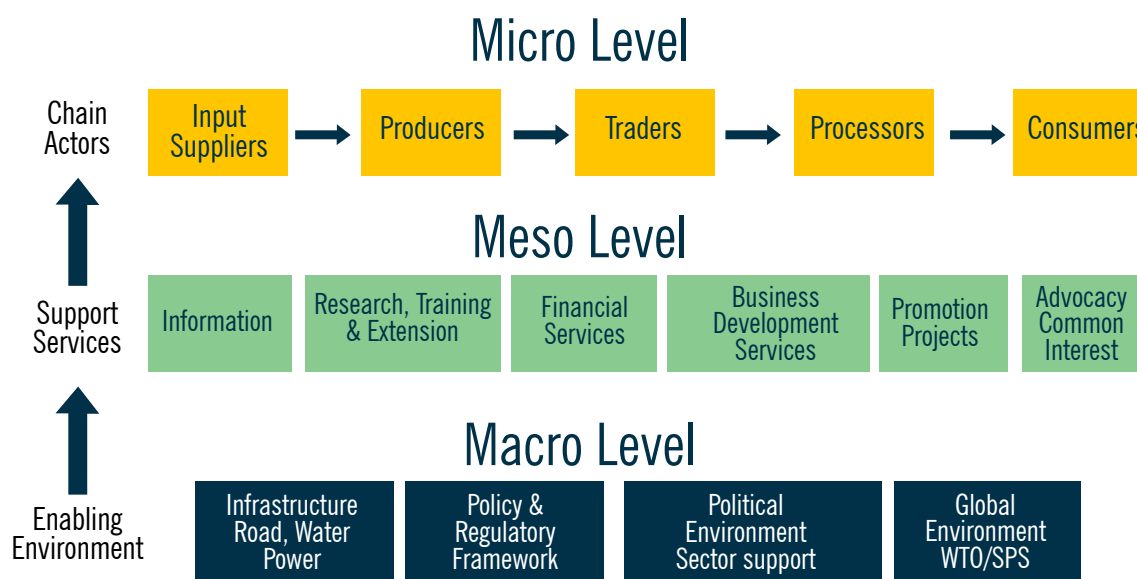 Micro Level
Chain
Actors
Input
Suppliers
Producers
Traders
Processors
Consumers
Meso Level
Support
Services
Information
Research, Training
& Extension
Financial
Services
Business
Development
Services
Promotion
Projects
Advocacy
Common
Interest
Macro Level
Enabling
Environment
Infrastructure
Road, Water
Power
Policy &
Regulatory
Framework
Political
Environment
Sector support
Global
Environment
WTO/SPS